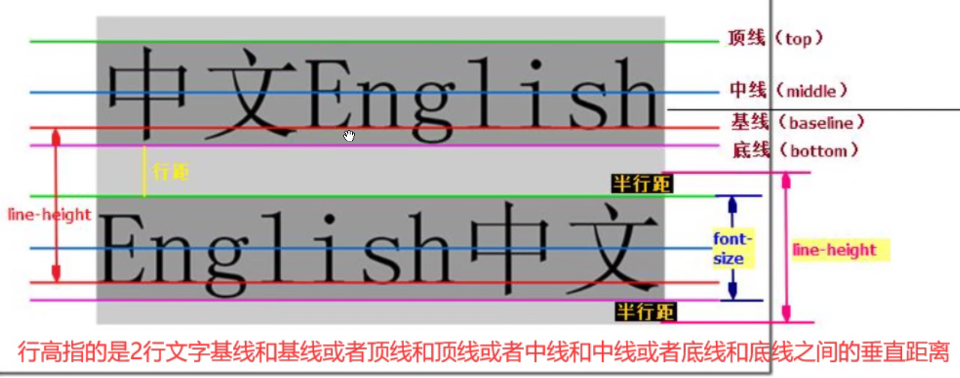 顶线（top）
中文English
中线（middle）
基线（baseline）
底线（bottom）
行距
半行距
line-height
English中文
font-size
line-height
半行距
行高指的是2行文字基线和基线或者顶线和顶线或者中线和中线或者底线和底线之间的垂直距离